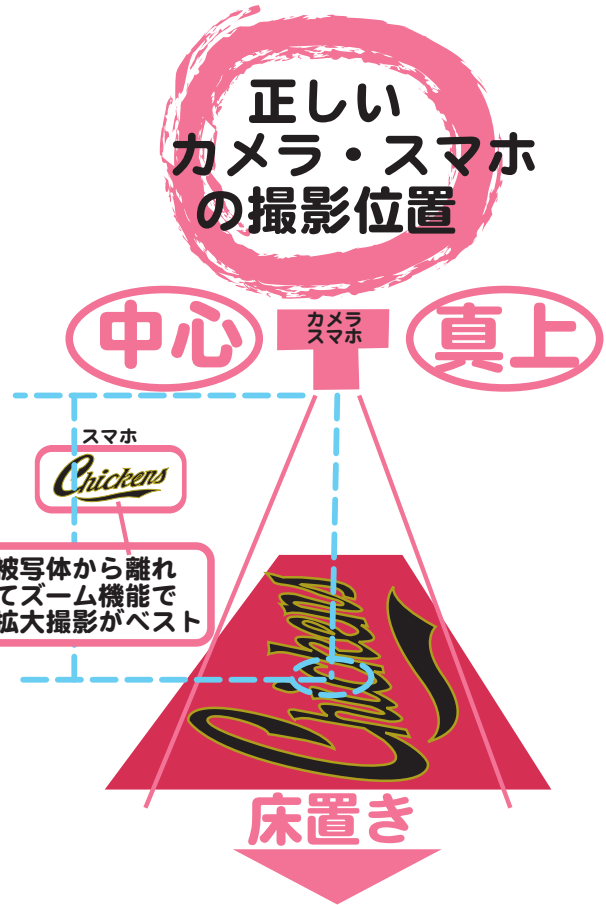 正しい
カメラ・スマホ
の撮影位置
中心
カメラ
スマホ
真上
スマホ
Chickens
被写体から離れ
てズーム機能で
拡大撮影がベスト
Chickens
床置き